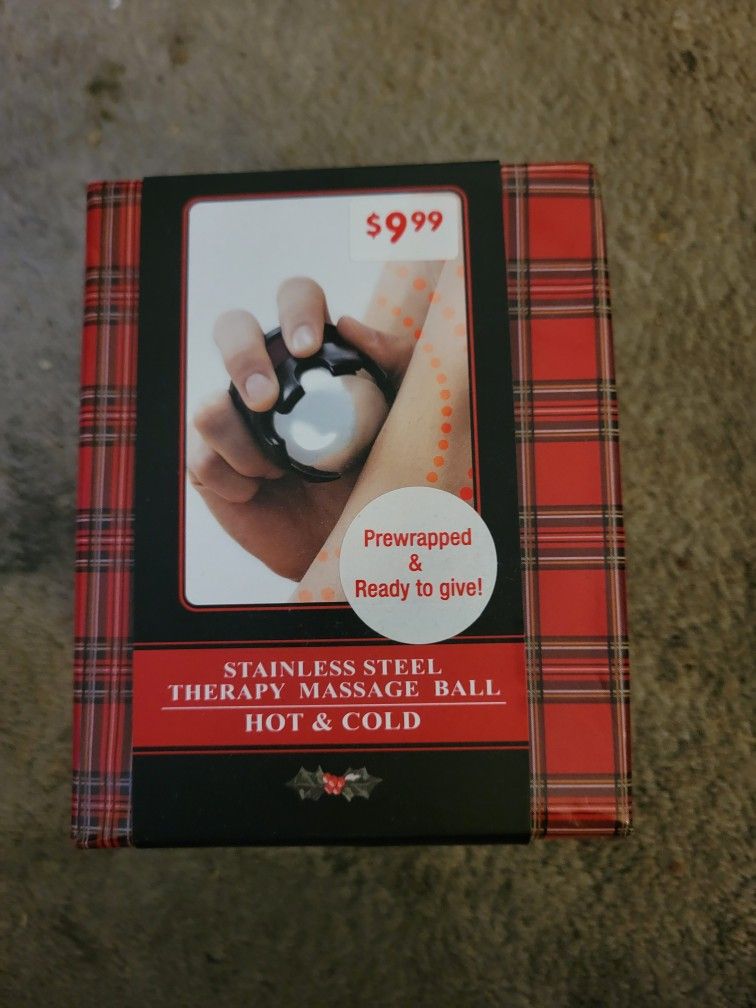 $9.99
Prewrapped
&
Ready to give!
STAINLESS STEEL
THERAPY MASSAGE BALL
HOT & COLD